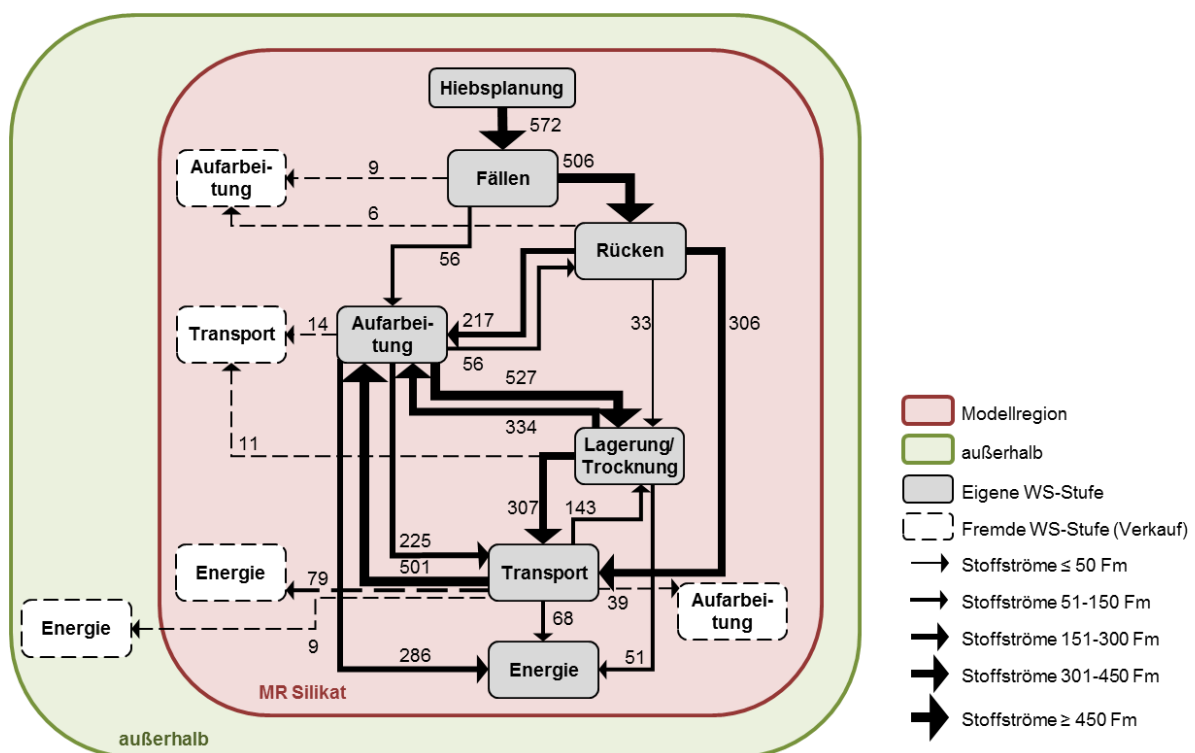 Hiebsplanung
572
Aufarbei-
tung
9
Fällen
506
6
Rücken
56
Transport
14
Aufarbei-
tung
217
56
33
306
527
334
11
Lagerung/
Trocknung
307
143
225
501
Energie
79
Transport
39
Aufarbei-
tung
Energie
9
68
286
Energie
51
MR Silikat
außerhalb
Modellregion
außerhalb
Eigene WS-Stufe
Fremde WS-Stufe (Verkauf)
Stoffströme ≤ 50 Fm
Stoffströme 51-150 Fm
Stoffströme 151-300 Fm
Stoffströme 301-450 Fm
Stoffströme ≥ 450 Fm